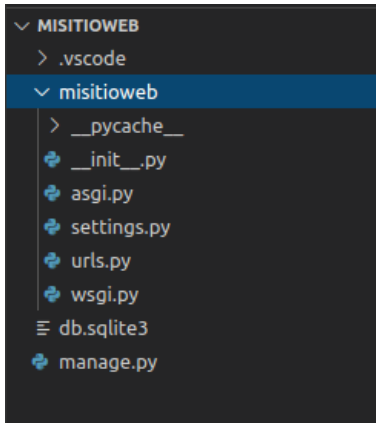 MISITIOWEB
.vscode
misitioweb
__pycache__
__init__.py
asgi.py
settings.py
urls.py
wsgi.py
db.sqlite3
manage.py